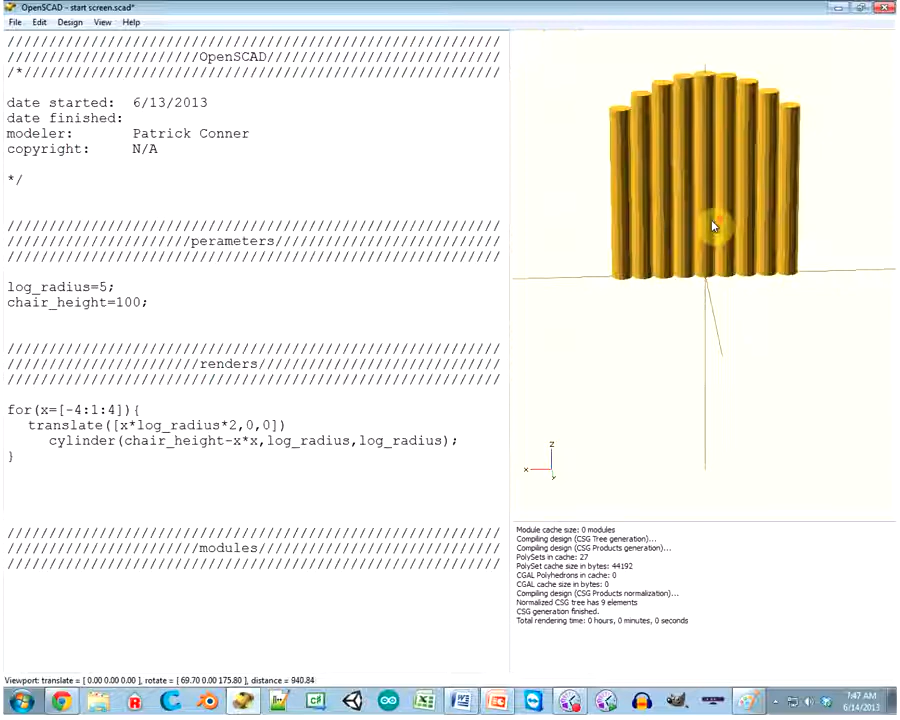 OpenSCAD - start screen.scad*
File Edit Design View Help
///////////////////////////////////////////////////////////////////////
///////////////////////////OpenSCAD/////////////////////////////////
/*/////////////////////////////////////////////////////////////////////
date started: 6/13/2013
date finished:
modeler: Patrick Conner
copyright: N/A
*/
///////////////////////////////////////////////////////////////////////
//////////////////////////perameters////////////////////////////////
///////////////////////////////////////////////////////////////////////
log_radius=5;
chair_height=100;
///////////////////////////////////////////////////////////////////////
///////////////////////////renders//////////////////////////////////
///////////////////////////////////////////////////////////////////////
for(x=[-4:1:4]){
translate([x*log_radius*2,0,0])
cylinder(chair_height-x*x,log_radius,log_radius);
}
///////////////////////////////////////////////////////////////////////
///////////////////////////modules//////////////////////////////////
///////////////////////////////////////////////////////////////////////
z
x
y
Module cache size: 0 modules
Compiling design (CSG Tree generation)...
Compiling design (CSG Products generation)...
PolySets in cache: 27
PolySet cache size in bytes: 44192
CGAL Polyhedrons in cache: 0
CGAL cache size in bytes: 0
Compiling design (CSG Products normalization)...
Normalized CSG tree has 9 elements
CSG generation finished.
Total rendering time: 0 hours, 0 minutes, 0 seconds
Viewport: translate = [ 0.00 0.00 0.00 ], rotate = [ 69.70 0.00 175.80 ], distance = 940.84
7:47 AM
6/14/2013